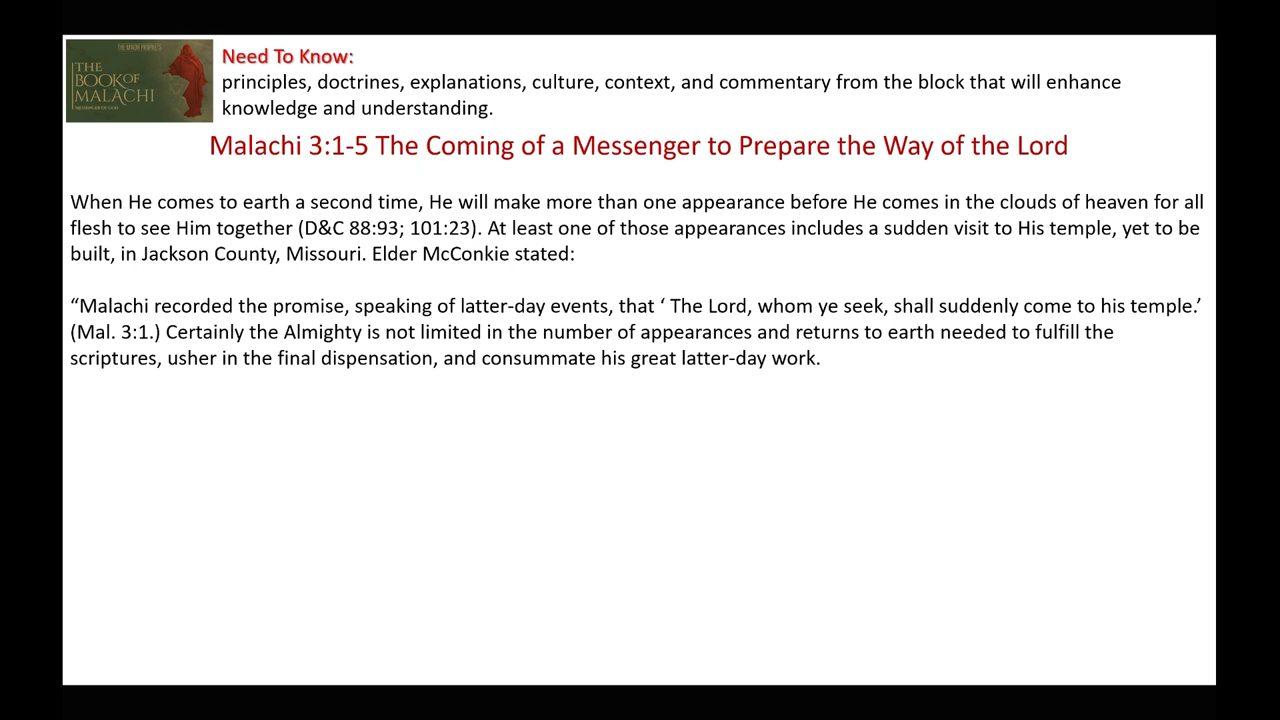 THE MINOR PROPHETS
THE
BOOK OF
MALACHI
Need To Know:
principles, doctrines, explanations, culture, context, and commentary from the block that will enhance
knowledge and understanding.
Malachi 3:1-5 The Coming of a Messenger to Prepare the Way of the Lord
When He comes to earth a second time, He will make more than one appearance before He comes in the clouds of heaven for all
flesh to see Him together (D&C 88:93; 101:23). At least one of those appearances includes a sudden visit to His temple, yet to be
built, in Jackson County, Missouri. Elder McConkie stated:
“Malachi recorded the promise, speaking of latter-day events, that ‘ The Lord, whom ye seek, shall suddenly come to his temple.’
(Mal. 3:1.) Certainly the Almighty is not limited in the number of appearances and returns to earth needed to fulfill the
scriptures, usher in the final dispensation, and consummate his great latter-day work.